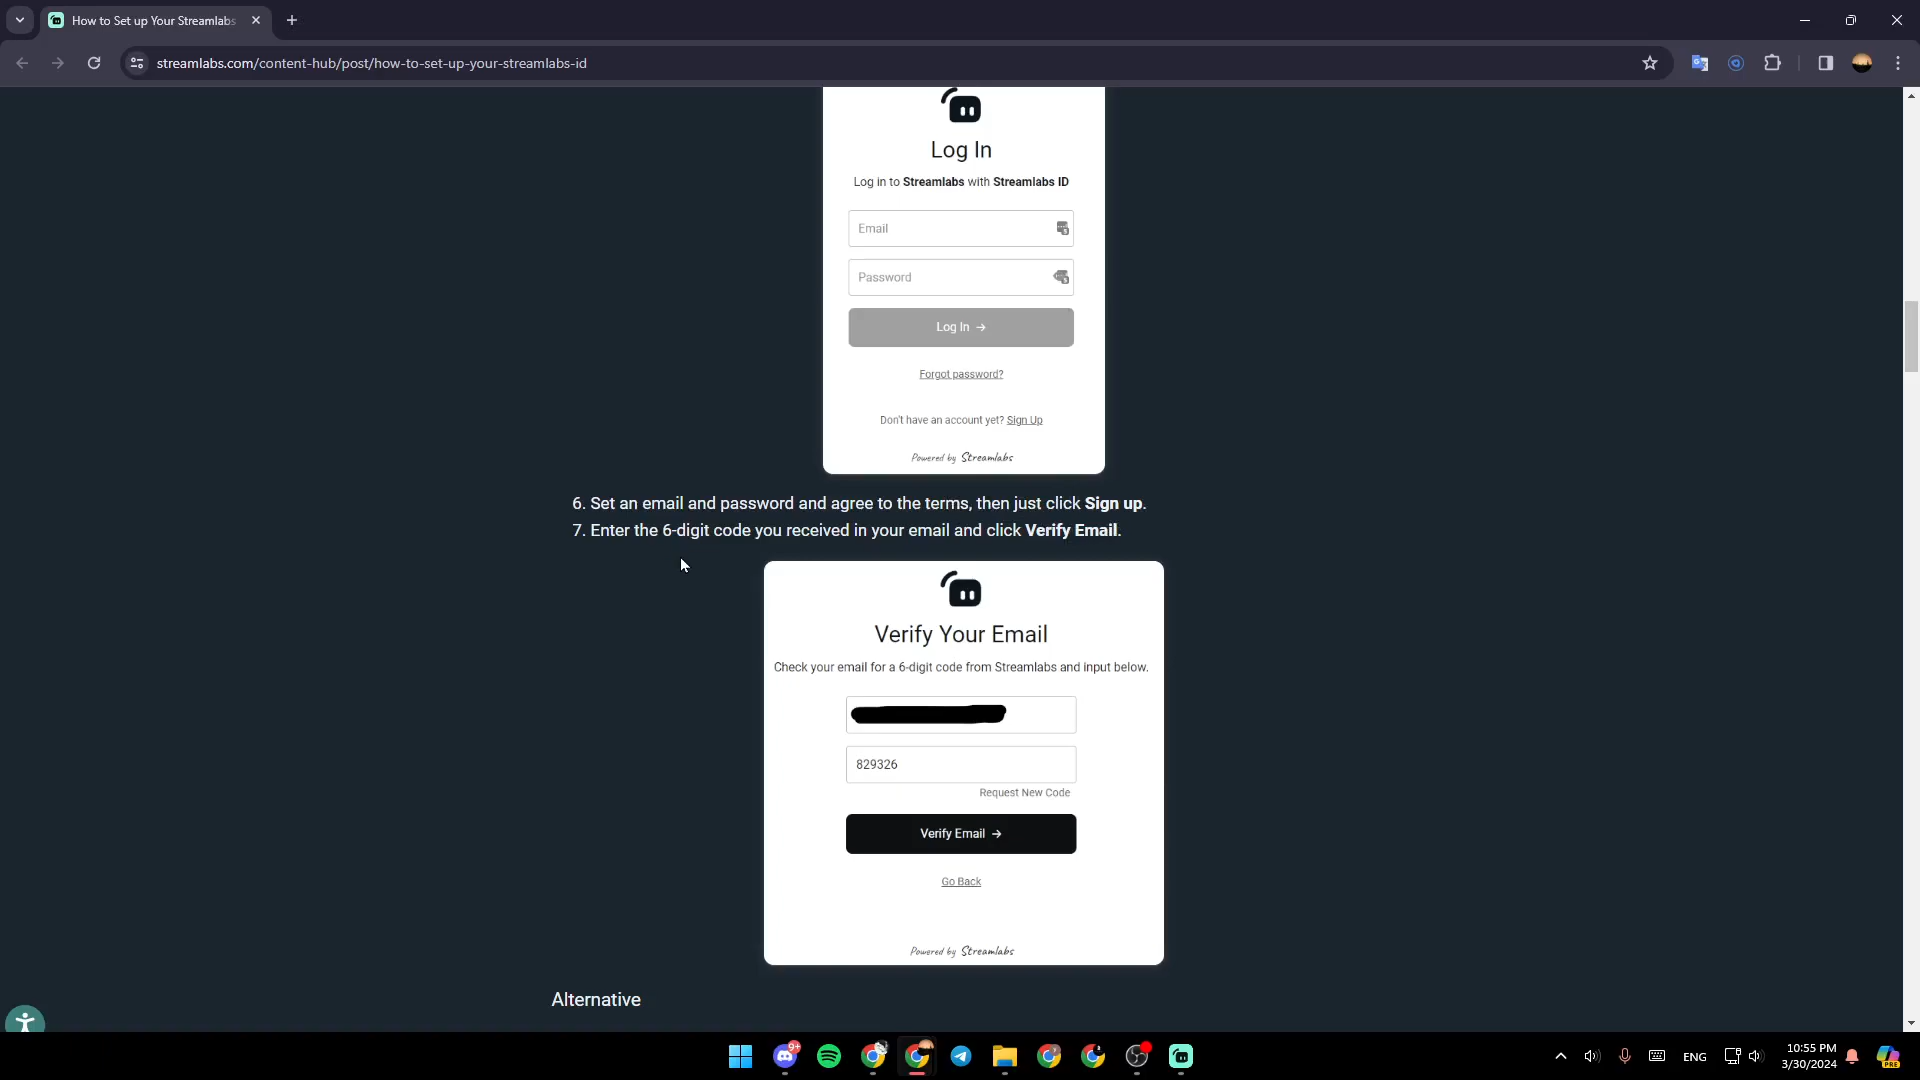 How to Set up Your Streamlabs
streamlabs.com/content-hub/post/how-to-set-up-your-streamlabs-id
Log In
Log in to Streamlabs with Streamlabs ID
Email
Password
Log In →
Forgot password?
Don't have an account yet? Sign Up
Powered by Streamlabs
6. Set an email and password and agree to the terms, then just click Sign up.
7. Enter the 6-digit code you received in your email and click Verify Email.
Verify Your Email
Check your email for a 6-digit code from Streamlabs and input below.
829326
Request New Code
Verify Email →
Go Back
Powered by Streamlabs
Alternative
9+
ENG
10:55 PM
3/30/2024
PRE